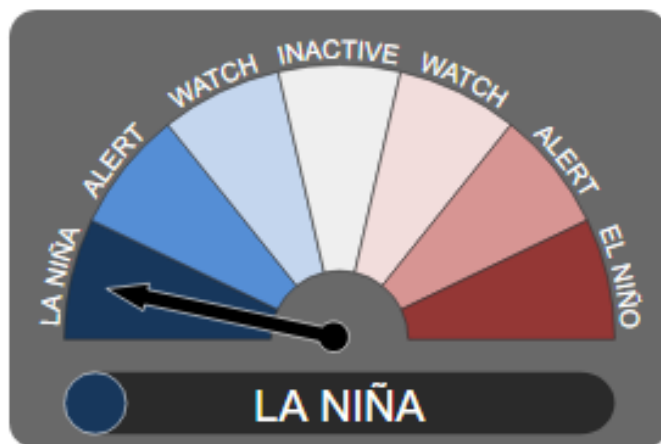 LA NIÑA
ALERT
WATCH
INACTIVE
WATCH
ALERT
EL NIÑO
LA NIÑA